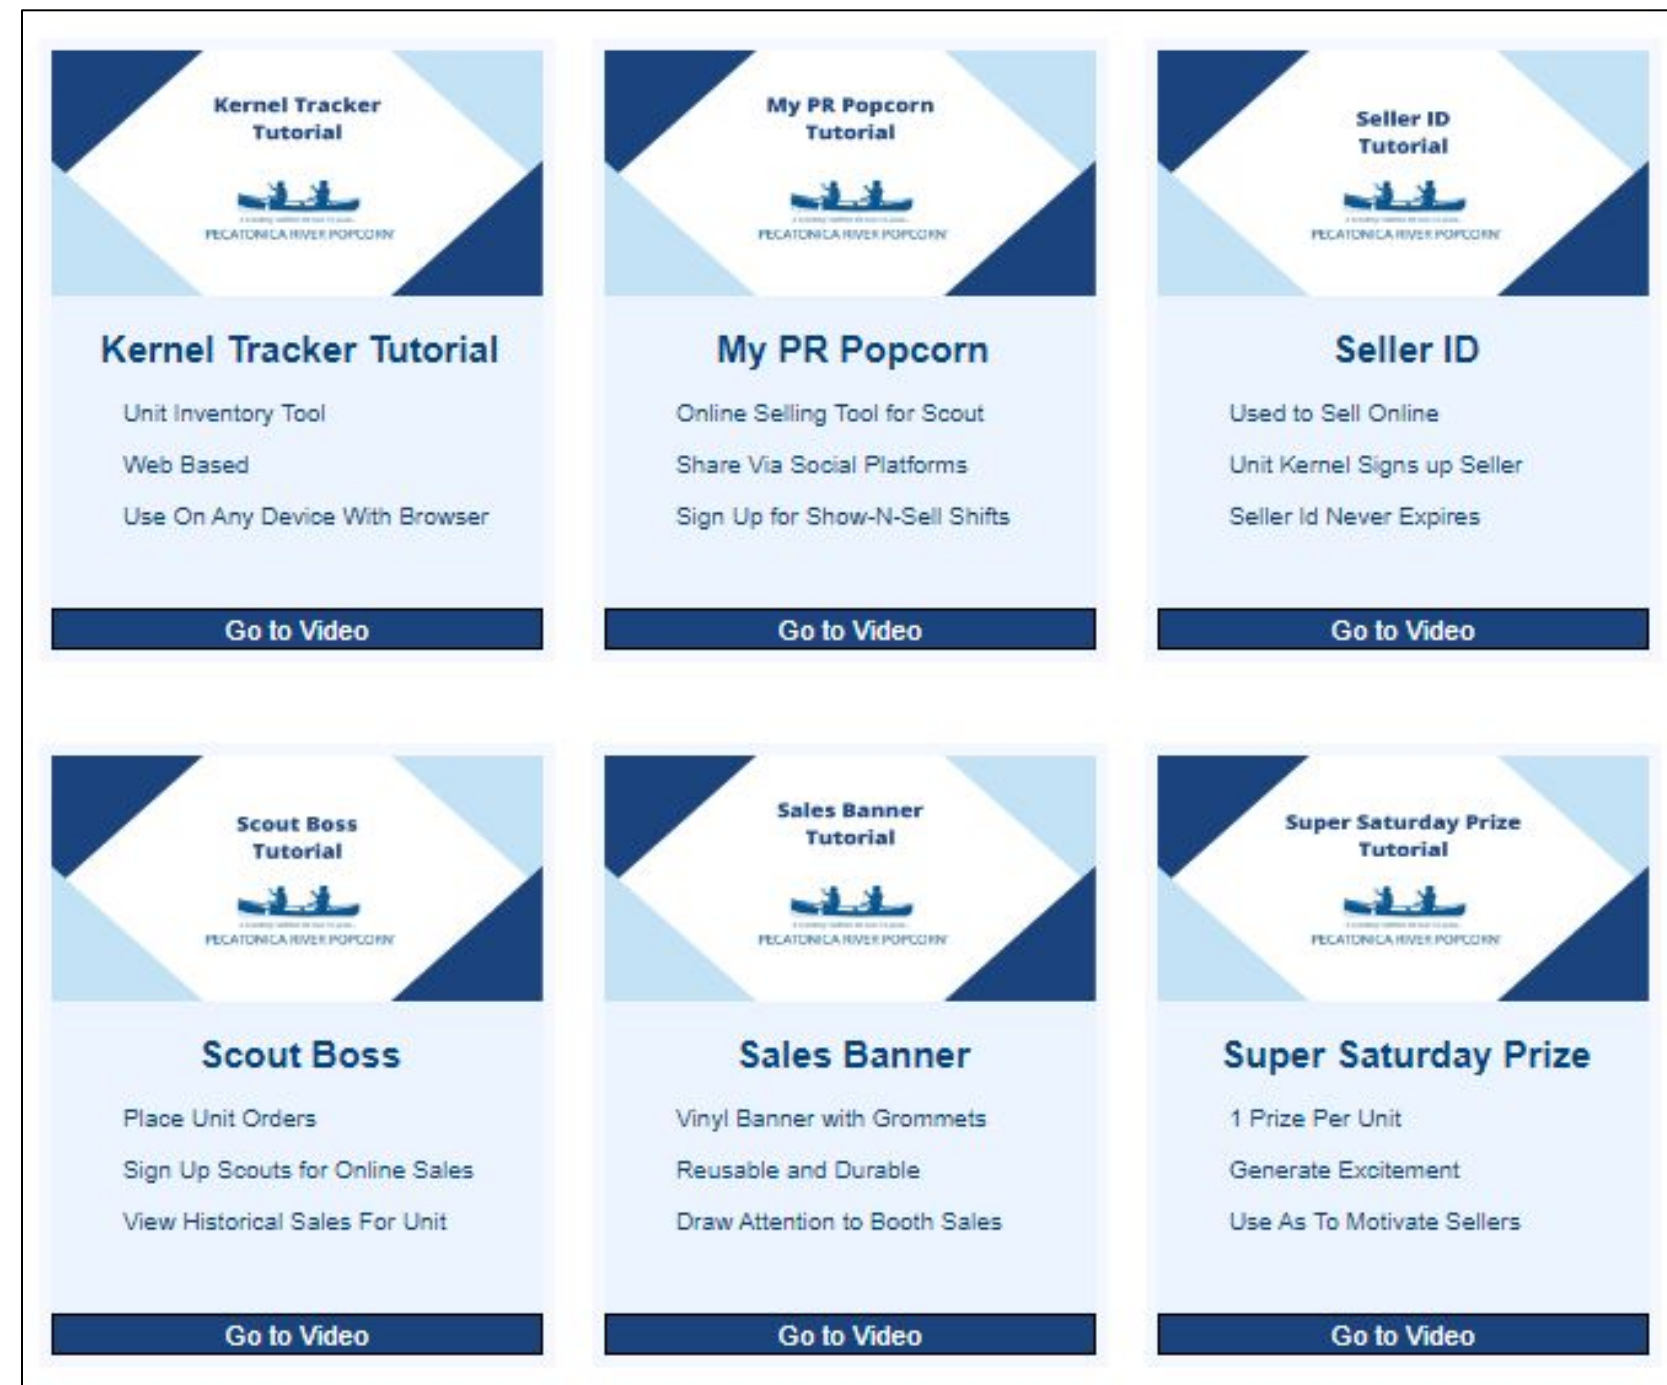 Kernel Tracker
Tutorial
PECATONICA RIVER POPCORN
Kernel Tracker Tutorial
Unit Inventory Tool
Web Based
Use On Any Device With Browser
Go to Video
My PR Popcorn
Tutorial
PECATONICA RIVER POPCORN
My PR Popcorn
Online Selling Tool for Scout
Share Via Social Platforms
Sign Up for Show-N-Sell Shifts
Go to Video
Seller ID
Tutorial
PECATONICA RIVER POPCORN
Seller ID
Used to Sell Online
Unit Kernel Signs up Seller
Seller Id Never Expires
Go to Video
Scout Boss
Tutorial
PECATONICA RIVER POPCORN
Scout Boss
Place Unit Orders
Sign Up Scouts for Online Sales
View Historical Sales For Unit
Go to Video
Sales Banner
Tutorial
PECATONICA RIVER POPCORN
Sales Banner
Vinyl Banner with Grommets
Reusable and Durable
Draw Attention to Booth Sales
Go to Video
Super Saturday Prize
Tutorial
PECATONICA RIVER POPCORN
Super Saturday Prize
1 Prize Per Unit
Generate Excitement
Use As To Motivate Sellers
Go to Video